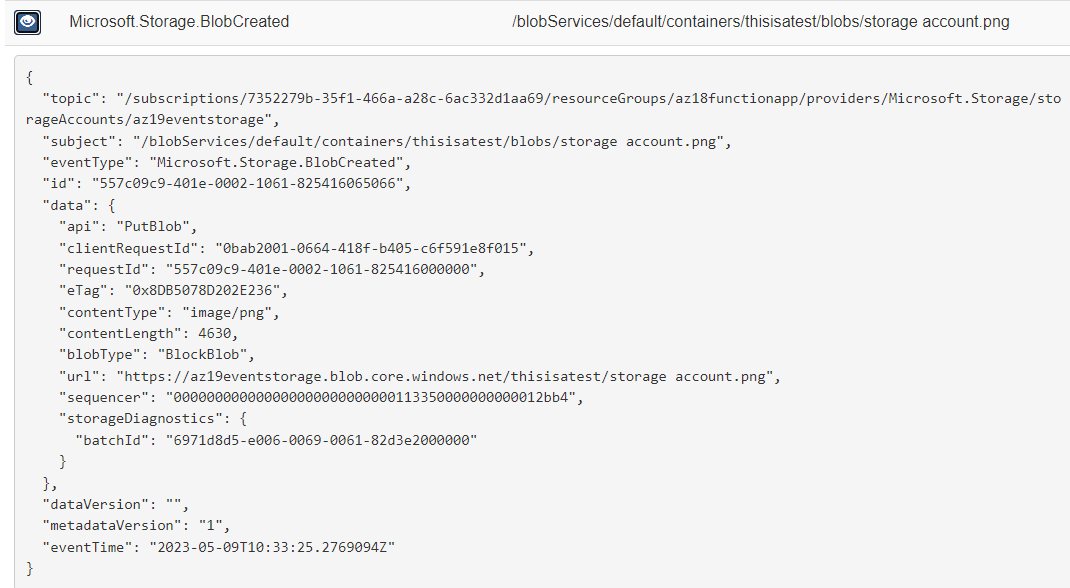 Microsoft.Storage.BlobCreated /blobServices/default/containers/thisisatest/blobs/storage account.png
{
"topic": "/subscriptions/7352279b-35f1-466a-a28c-6ac332d1aa69/resourceGroups/az18functionapp/providers/Microsoft.Storage/sto
rageAccounts/az19eventstorage",
"subject": "/blobServices/default/containers/thisisatest/blobs/storage account.png",
"eventType": "Microsoft.Storage.BlobCreated",
"id": "557c09c9-401e-0002-1061-825416065066",
"data": {
"api": "PutBlob",
"clientRequestId": "0bab2001-0664-418f-b405-c6f591e8f015",
"requestId": "557c09c9-401e-0002-1061-825416000000",
"eTag": "0x8DB5078D202E236",
"contentType": "image/png",
"contentLength": 4630,
"blobType": "BlockBlob",
"url": "https://az19eventstorage.blob.core.windows.net/thisisatest/storage account.png",
"sequencer": "00000000000000000000000000011335000000000000012bb4",
"storageDiagnostics": {
"batchId": "6971d8d5-e006-0069-0061-82d3e2000000"
}
},
"dataVersion": "",
"metadataVersion": "1",
"eventTime": "2023-05-09T10:33:25.2769094Z"
}